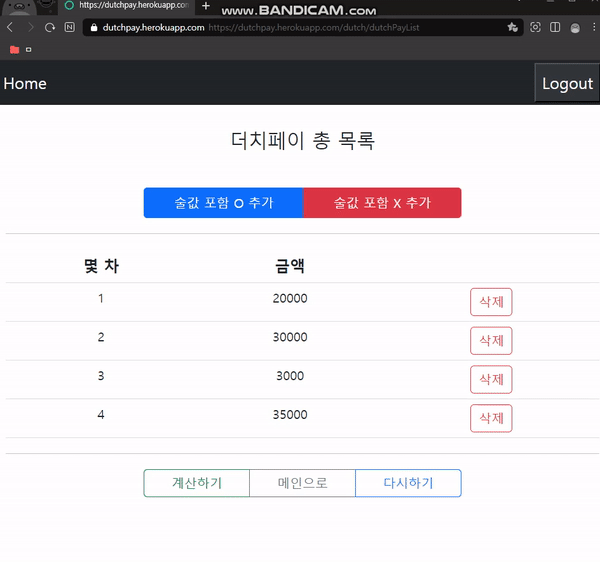 https://dutchpay.herokuapp.com
www.BANDICAM.com
dutchpay.herokuapp.com https://dutchpay.herokuapp.com/dutch/dutchPayList
Home Logout
더치페이 총 목록
술값 포함 O 추가 술값 포함 X 추가
몇 차 금액
1 20000 삭제
2 30000 삭제
3 3000 삭제
4 35000 삭제
계산하기 메인으로 다시하기